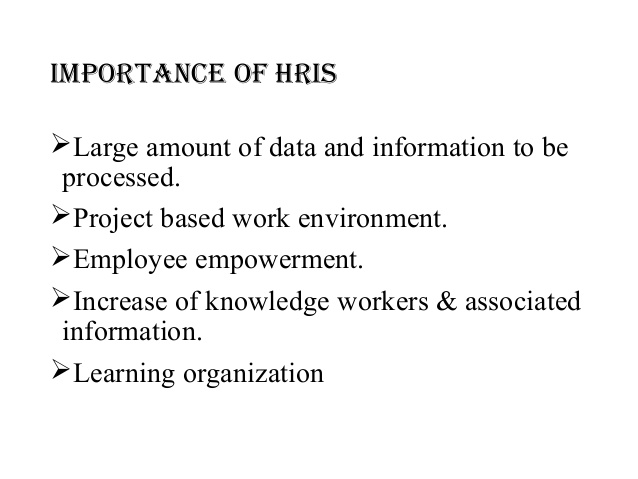 IMPORTANCE OF HRIS
➢Large amount of data and information to be
processed.
➢Project based work environment.
➢Employee empowerment.
➢Increase of knowledge workers & associated
information.
➢Learning organization